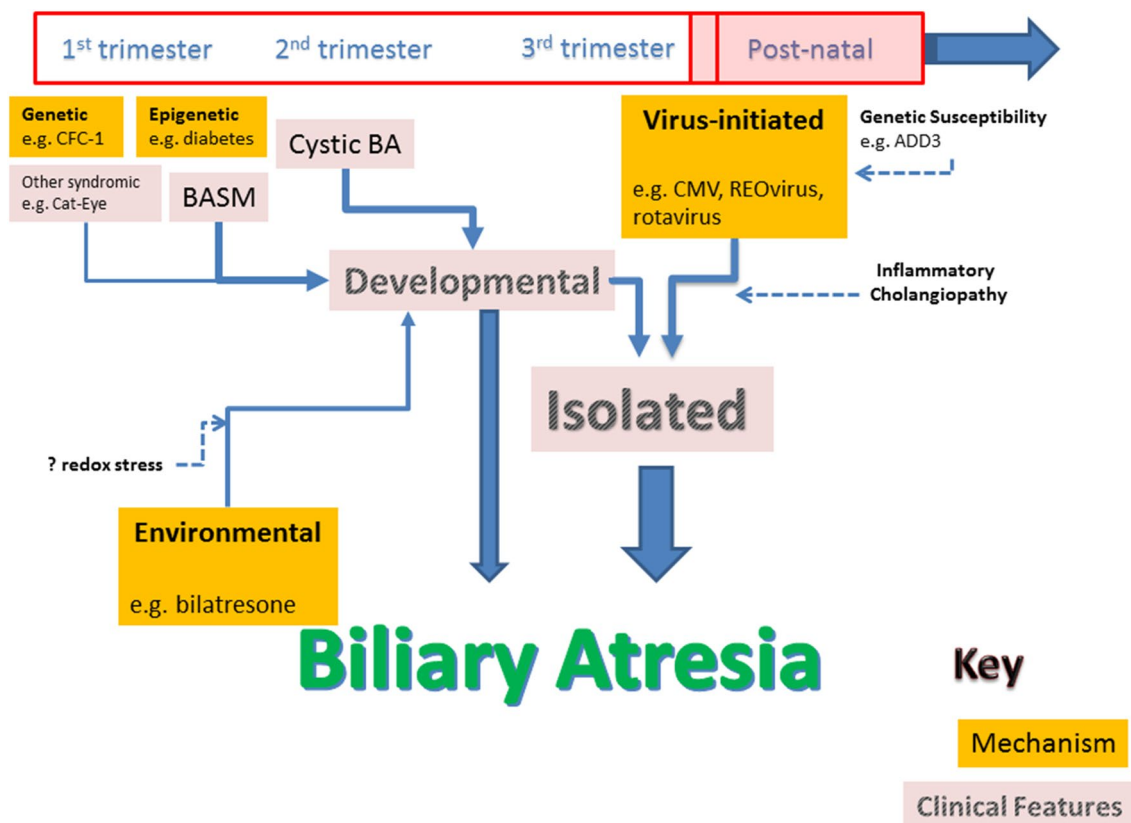 1st trimester
2nd trimester
3rd trimester
Post-natal
Genetic
e.g. CFC-1
Epigenetic
e.g. diabetes
Cystic BA
Virus-initiated
e.g. CMV, REOvirus,
rotavirus
Genetic Susceptibility
e.g. ADD3
Other syndromic
e.g. Cat-Eye
BASM
Developmental
Inflammatory
Cholangiopathy
Isolated
? redox stress
Environmental
e.g. bilatresone
Biliary Atresia
Key
Mechanism
Clinical Features